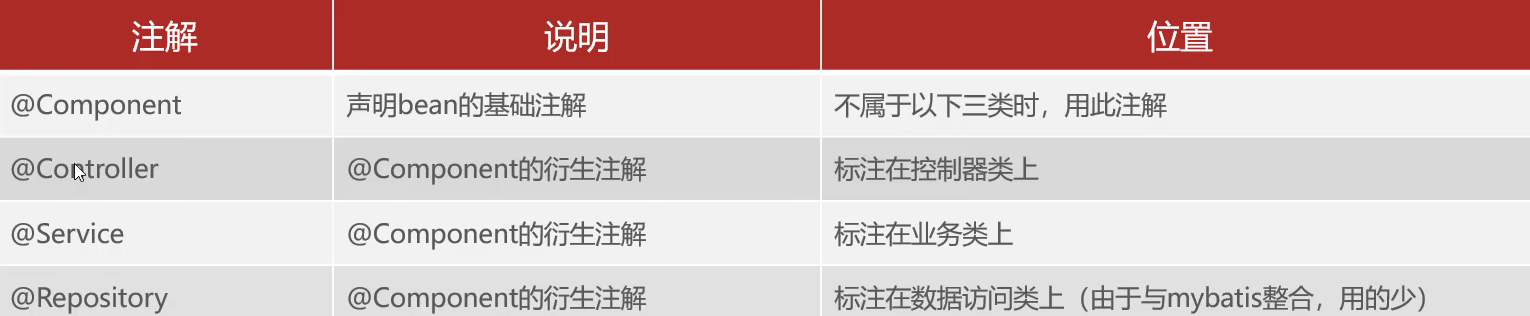 注解 说明 位置
@Component 声明bean的基础注解 不属于以下三类时，用此注解
@Controller @Component的衍生注解 标注在控制器类上
@Service @Component的衍生注解 标注在业务类上
@Repository @Component的衍生注解 标注在数据访问类上（由于与mybatis整合，用的少）